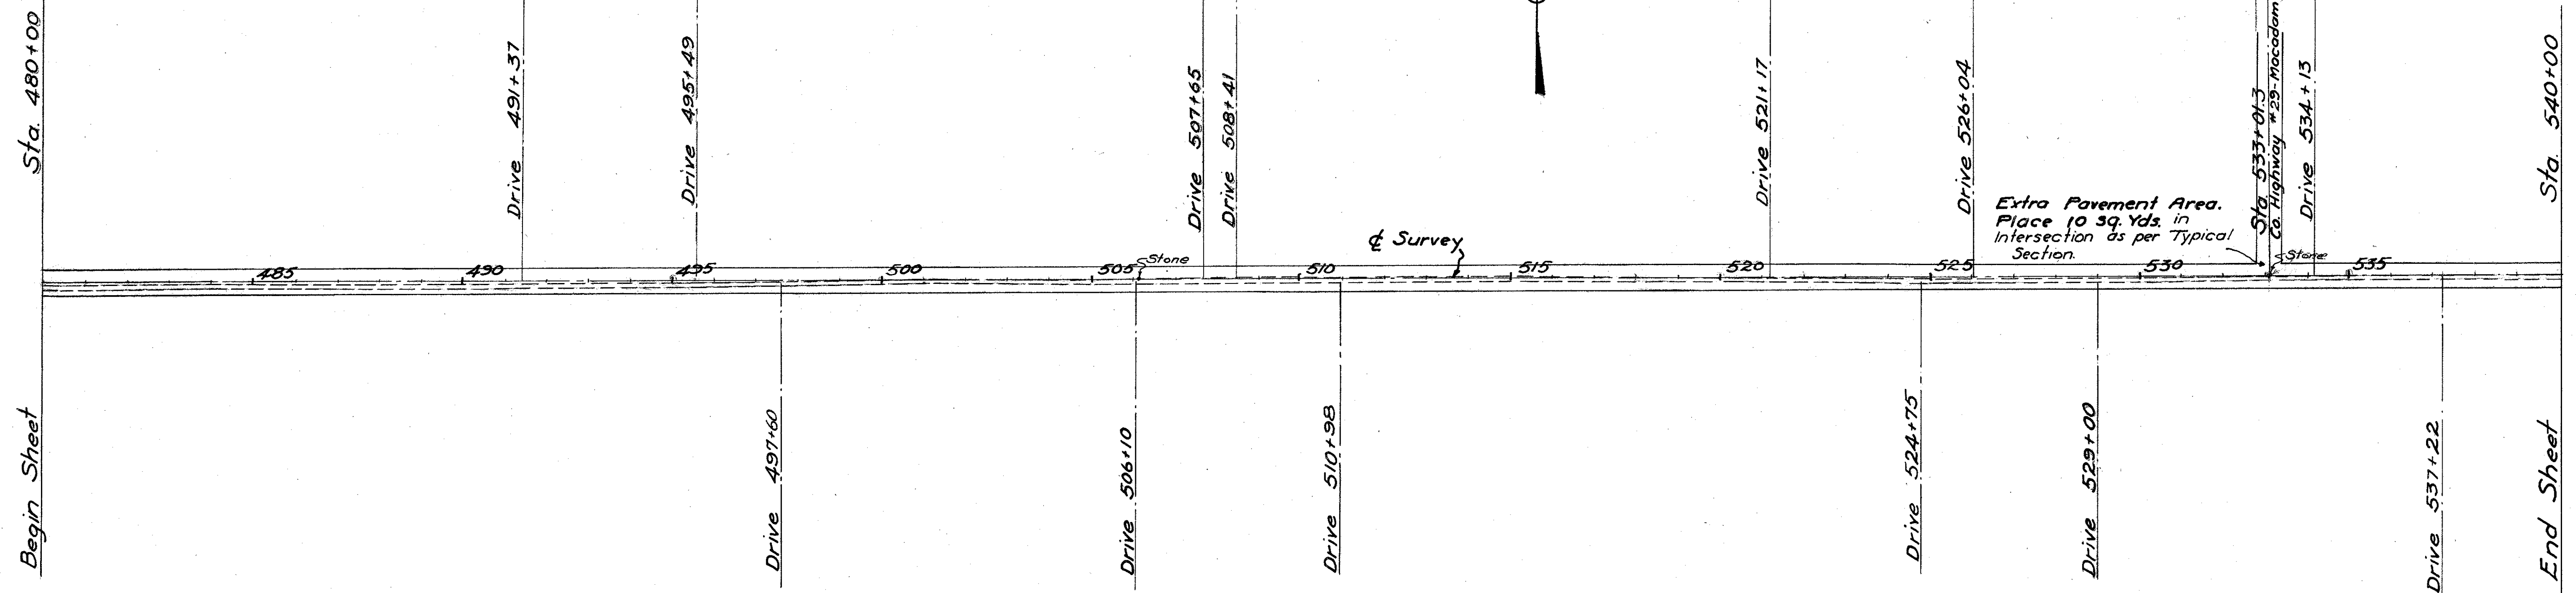 Sta. 480+00
Begin Sheet
Drive 491+37
Drive 495+49
Drive 507+65
Drive 508+41
Drive 521+17
Drive 526+04
Sta. 533+01.3
Co. Highway #29-Macadam
Drive 534+13
Sta. 540+00
End Sheet
Extra Pavement Area.
Place 10 Sq. Yds. in
Intersection as per Typical
Section.
℄ Survey
Stone
Stone
485
490
495
500
505
510
515
520
525
530
535
Drive 497+60
Drive 506+10
Drive 510+98
Drive 524+75
Drive 529+00
Drive 537+22